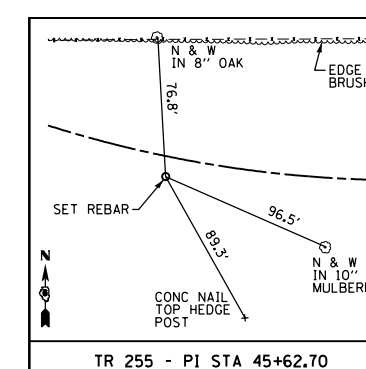 N & W
IN 8" OAK
EDGE
BRUSH
76.8'
SET REBAR
96.5'
89.3'
N & W
IN 10"
MULBER
N
CONC NAIL
TOP HEDGE
POST
TR 255 - PI STA 45+62.70